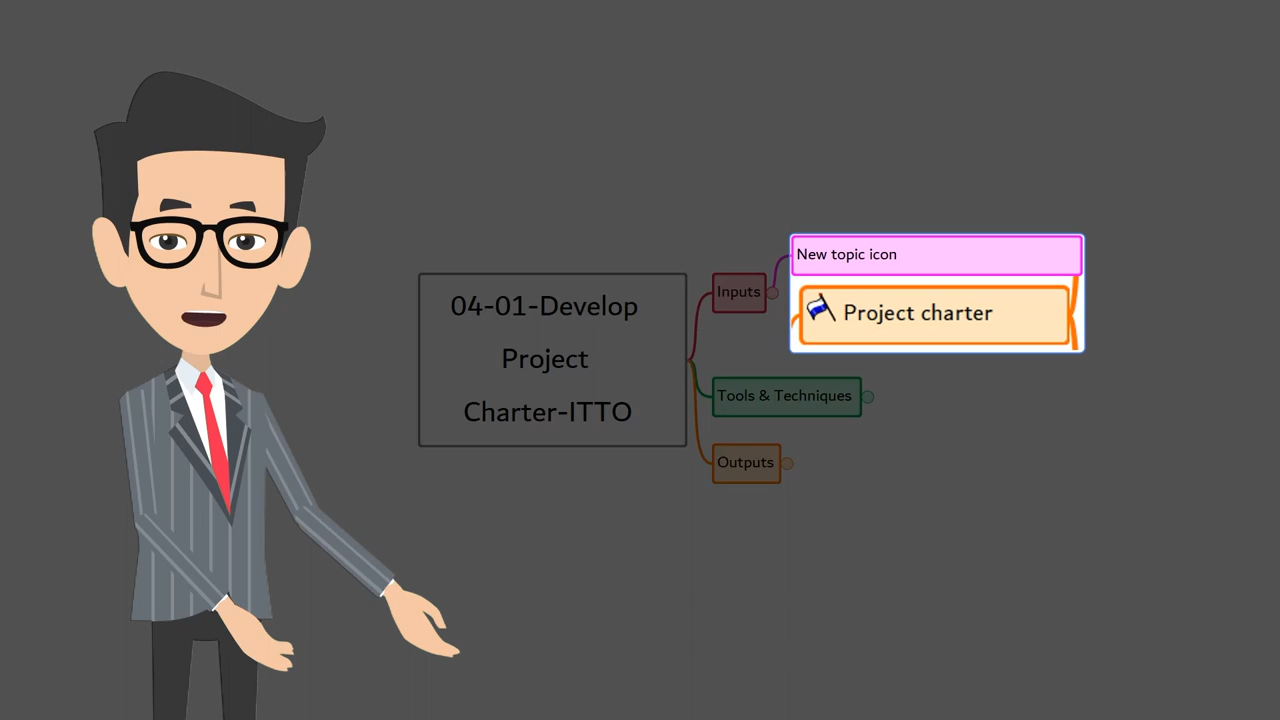 04-01-Develop
Project
Charter-ITTO
Inputs
New topic icon
Project charter
Tools & Techniques
Outputs